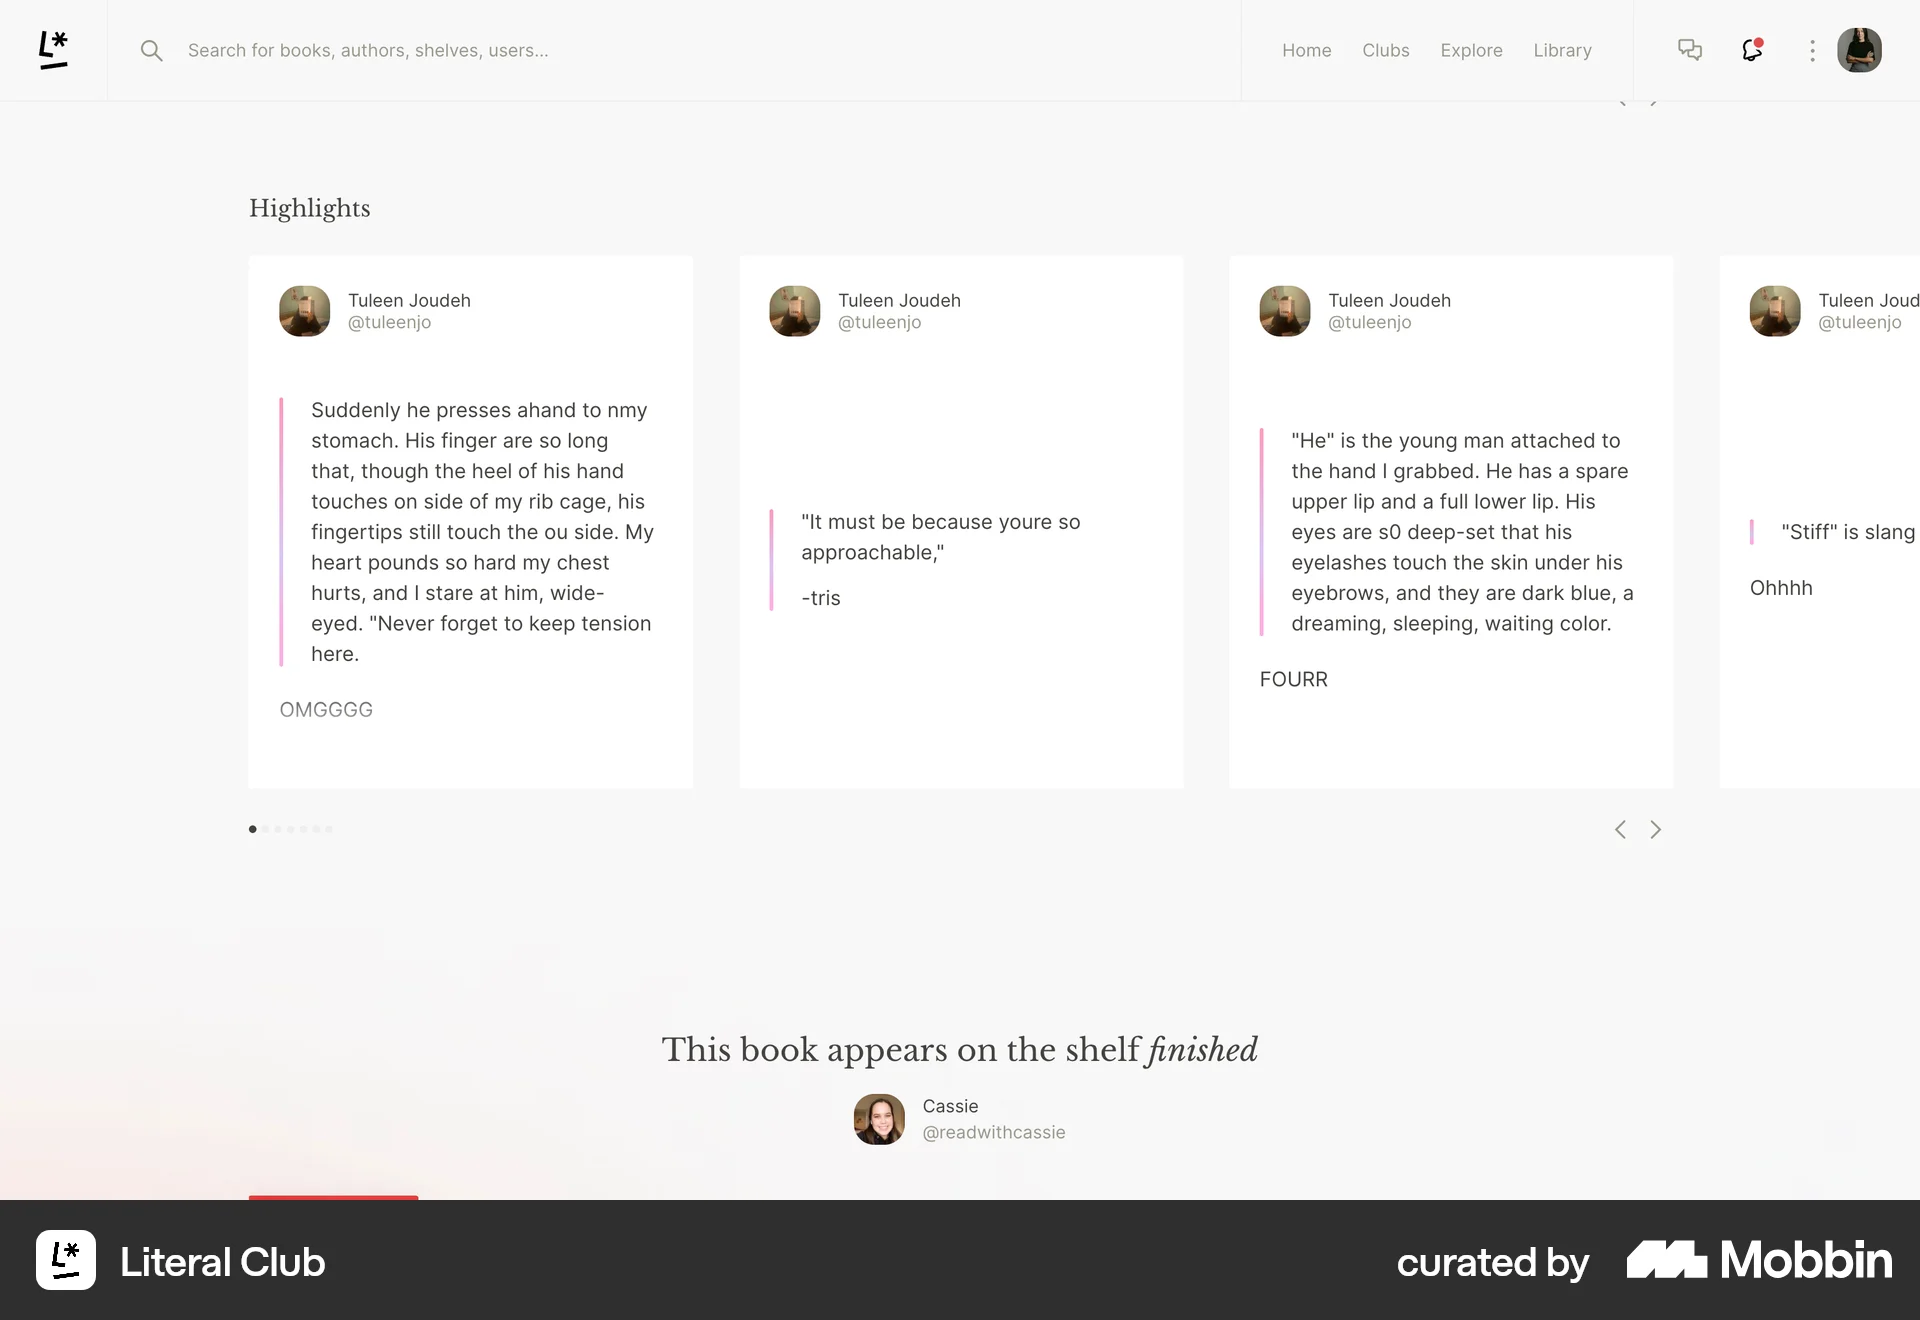 L*
Search for books, authors, shelves, users...
Home
Clubs
Explore
Library
Highlights
Tuleen Joudeh
@tuleenjo
Suddenly he presses ahand to nmy
stomach. His finger are so long
that, though the heel of his hand
touches on side of my rib cage, his
fingertips still touch the ou side. My
heart pounds so hard my chest
hurts, and I stare at him, wide-
eyed. "Never forget to keep tension
here.
OMGGGG
Tuleen Joudeh
@tuleenjo
"It must be because youre so
approachable,"
-tris
Tuleen Joudeh
@tuleenjo
"He" is the young man attached to
the hand I grabbed. He has a spare
upper lip and a full lower lip. His
eyes are s0 deep-set that his
eyelashes touch the skin under his
eyebrows, and they are dark blue, a
dreaming, sleeping, waiting color.
FOURR
Tuleen Joud
@tuleenjo
"Stiff" is slang
Ohhhh
This book appears on the shelf finished
Cassie
@readwithcassie
L*
Literal Club
curated by
Mobbin